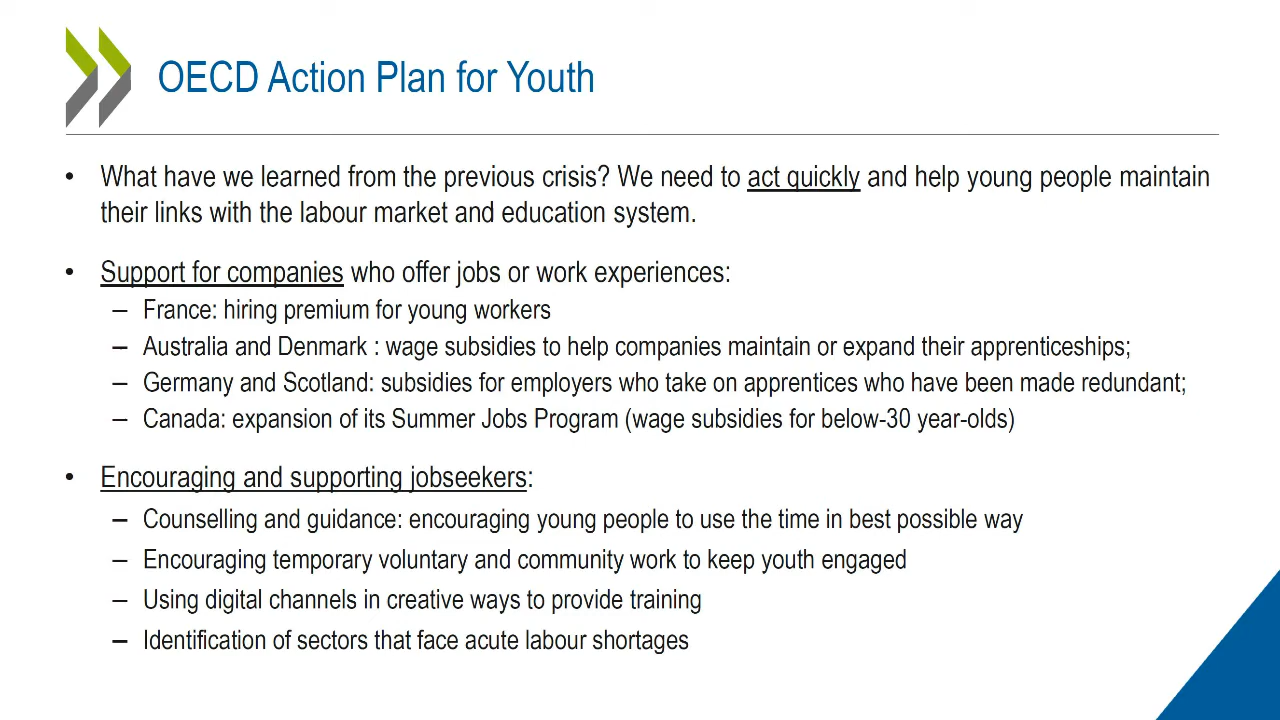 OECD Action Plan for Youth
• What have we learned from the previous crisis? We need to act quickly and help young people maintain
their links with the labour market and education system.
• Support for companies who offer jobs or work experiences:
– France: hiring premium for young workers
– Australia and Denmark : wage subsidies to help companies maintain or expand their apprenticeships;
– Germany and Scotland: subsidies for employers who take on apprentices who have been made redundant;
– Canada: expansion of its Summer Jobs Program (wage subsidies for below-30 year-olds)
• Encouraging and supporting jobseekers:
– Counselling and guidance: encouraging young people to use the time in best possible way
– Encouraging temporary voluntary and community work to keep youth engaged
– Using digital channels in creative ways to provide training
– Identification of sectors that face acute labour shortages